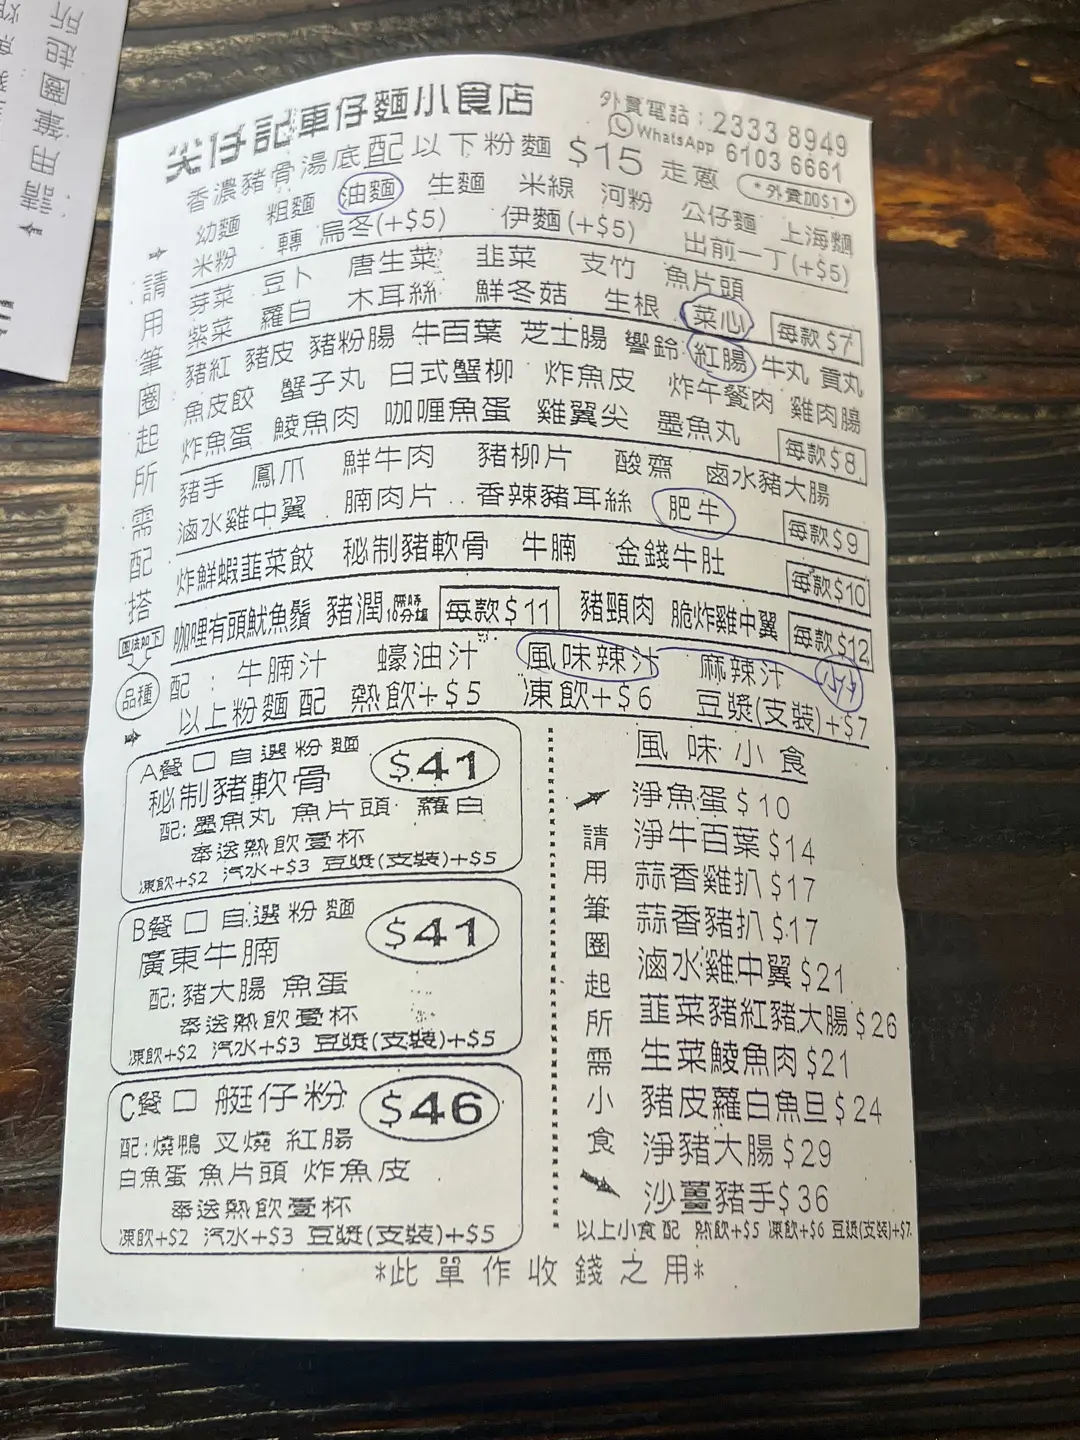 尖仔記車仔麵小食店
外賣電話：2333 8949
WhatsApp 6103 6661
香濃豬骨湯底配以下粉麵 $15 走蔥 *外賣加$1*
幼麵 粗麵 油麵 生麵 米線 河粉 公仔麵 上海麵
米粉 轉 烏冬(+$5) 伊麵(+$5) 出前一丁(+$5)
芽菜 豆卜 唐生菜 韭菜 支竹 魚片頭
紫菜 蘿白 木耳絲 鮮冬菇 生根 菜心 每款$7
豬紅 豬皮 豬粉腸 牛百葉 芝士腸 響鈴 紅腸 牛丸 貢丸
魚皮餃 蟹子丸 日式蟹柳 炸魚皮 炸午餐肉 雞肉腸
炸魚蛋 鯪魚肉 咖喱魚蛋 雞翼尖 墨魚丸 每款$8
豬手 鳳爪 鮮牛肉 豬柳片 酸齋 鹵水豬大腸
滷水雞中翼 腩肉片 香辣豬耳絲 肥牛 每款$9
炸鮮蝦韮菜餃 秘制豬軟骨 牛腩 金錢牛肚 每款$10
咖哩有頭魷魚鬚 豬潤 需時10分鐘 每款$11 豬頸肉 脆炸雞中翼 每款$12
配： 牛腩汁 蠔油汁 風味辣汁 麻辣汁
以上粉麵配 熱飲+$5 凍飲+$6 豆漿(支裝)+$7
請用筆圈起所需配搭
圈法如下
品種
A餐 口 自選粉麵 $41
秘制豬軟骨
配:墨魚丸 魚片頭 蘿白
奉送熱飲壹杯
凍飲+$2 汽水+$3 豆漿(支裝)+$5
B餐 口 自選粉麵 $41
廣東牛腩
配:豬大腸 魚蛋
奉送熱飲壹杯
凍飲+$2 汽水+$3 豆漿(支裝)+$5
C餐 口 艇仔粉 $46
配:燒鴨 叉燒 紅腸
白魚蛋 魚片頭 炸魚皮
奉送熱飲壹杯
凍飲+$2 汽水+$3 豆漿(支裝)+$5
風味小食
請用筆圈起所需小食
淨魚蛋$10
淨牛百葉$14
蒜香雞扒$17
蒜香豬扒$17
滷水雞中翼$21
韮菜豬紅豬大腸$26
生菜鯪魚肉$21
豬皮蘿白魚旦$24
淨豬大腸$29
沙薑豬手$36
以上小食配 熱飲+$5 凍飲+$6 豆漿(支裝)+$7.
*此單作收錢之用*
請用筆圈起所